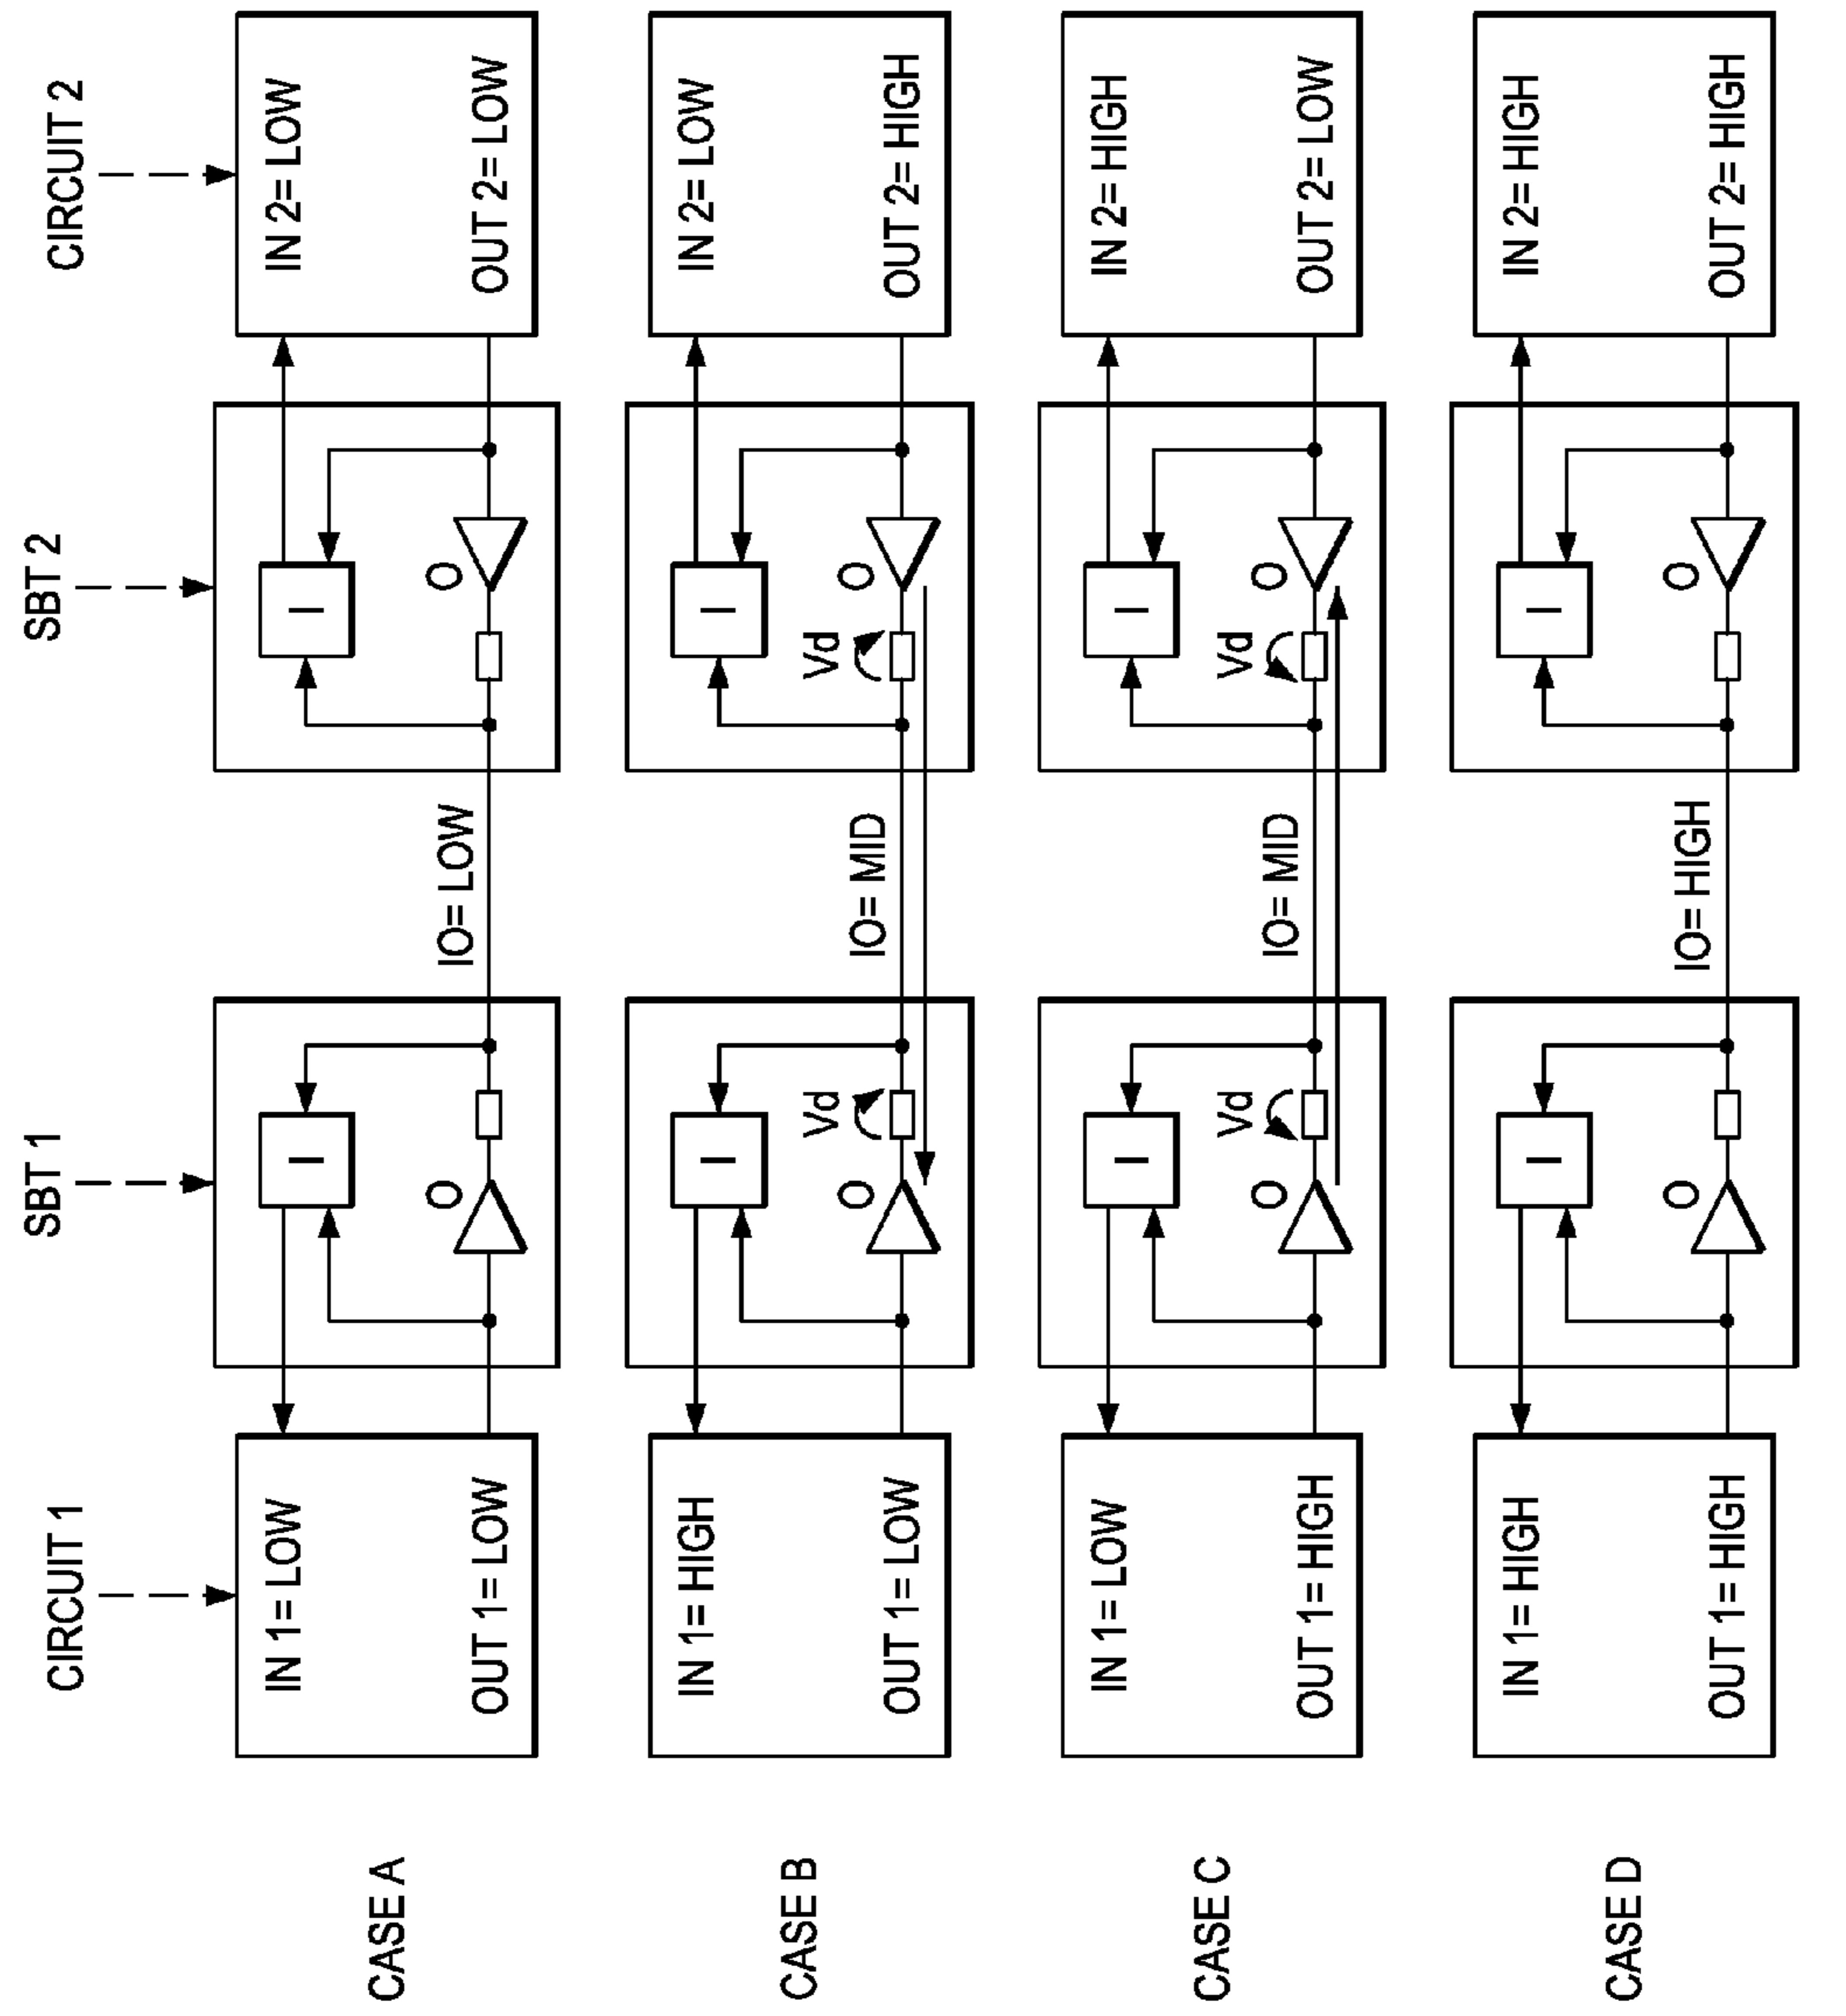 CIRCUIT 1
SBT 1
SBT 2
CIRCUIT 2
CASE A
IN 1= LOW
OUT 1= LOW
I
O
IO= LOW
I
O
IN 2= LOW
OUT 2= LOW
CASE B
IN 1= HIGH
OUT 1= LOW
I
O
Vd
IO= MID
I
O
Vd
IN 2= LOW
OUT 2= HIGH
CASE C
IN 1= LOW
OUT 1= HIGH
I
O
Vd
IO= MID
I
O
Vd
IN 2= HIGH
OUT 2= LOW
CASE D
IN 1= HIGH
OUT 1= HIGH
I
O
IO= HIGH
I
O
IN 2= HIGH
OUT 2= HIGH